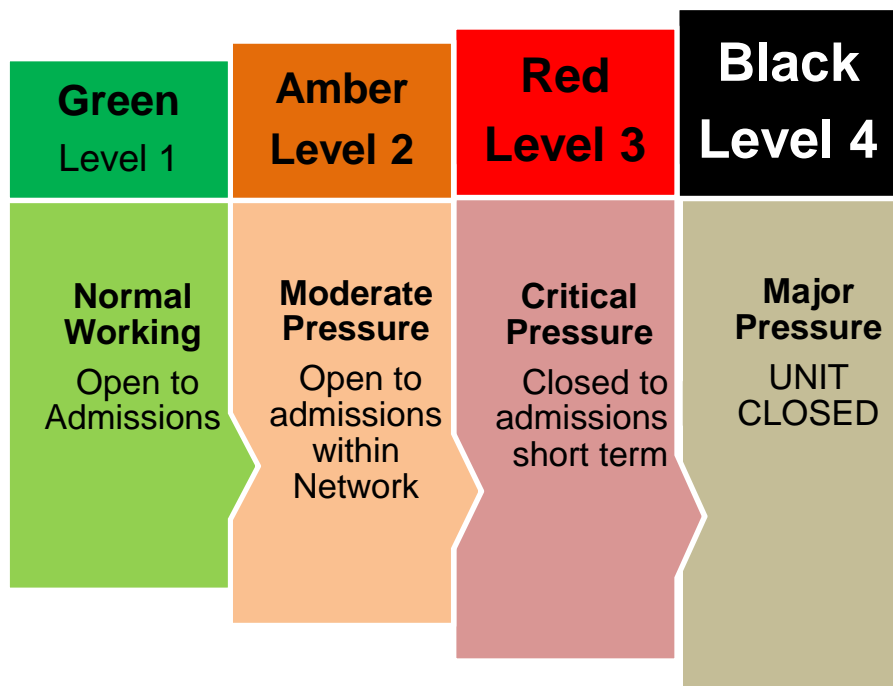 Green
Level 1
Normal
Working
Open to
Admissions
Amber
Level 2
Moderate
Pressure
Open to
admissions
within
Network
Red
Level 3
Critical
Pressure
Closed to
admissions
short term
Black
Level 4
Major
Pressure
UNIT
CLOSED